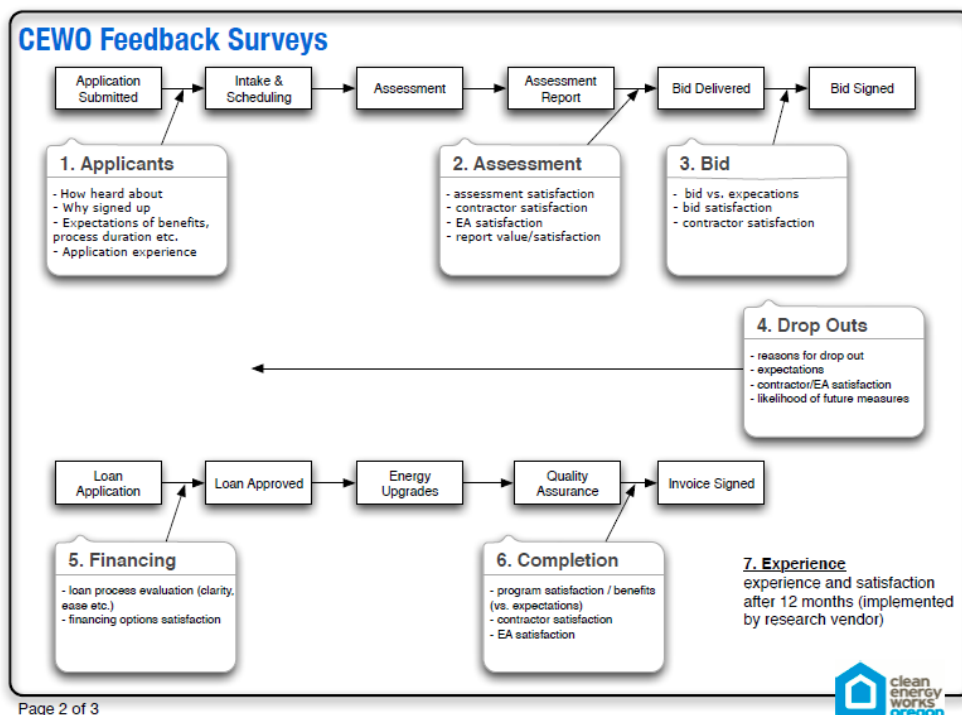 CEWO Feedback Surveys
Application
Submitted
Intake &
Scheduling
Assessment
Assessment
Report
Bid Delivered
Bid Signed
1. Applicants
- How heard about
- Why signed up
- Expectations of benefits,
process duration etc.
- Application experience
2. Assessment
- assessment satisfaction
- contractor satisfaction
- EA satisfaction
- report value/satisfaction
3. Bid
- bid vs. expecations
- bid satisfaction
- contractor satisfaction
4. Drop Outs
- reasons for drop out
- expectations
- contractor/EA satisfaction
- likelihood of future measures
Loan
Application
Loan Approved
Energy
Upgrades
Quality
Assurance
Invoice Signed
5. Financing
- loan process evaluation (clarity,
ease etc.)
- financing options satisfaction
6. Completion
- program satisfaction / benefits
(vs. expectations)
- contractor satisfaction
- EA satisfaction
7. Experience
experience and satisfaction
after 12 months (implemented
by research vendor)
clean
energy
works
oregon
Page 2 of 3